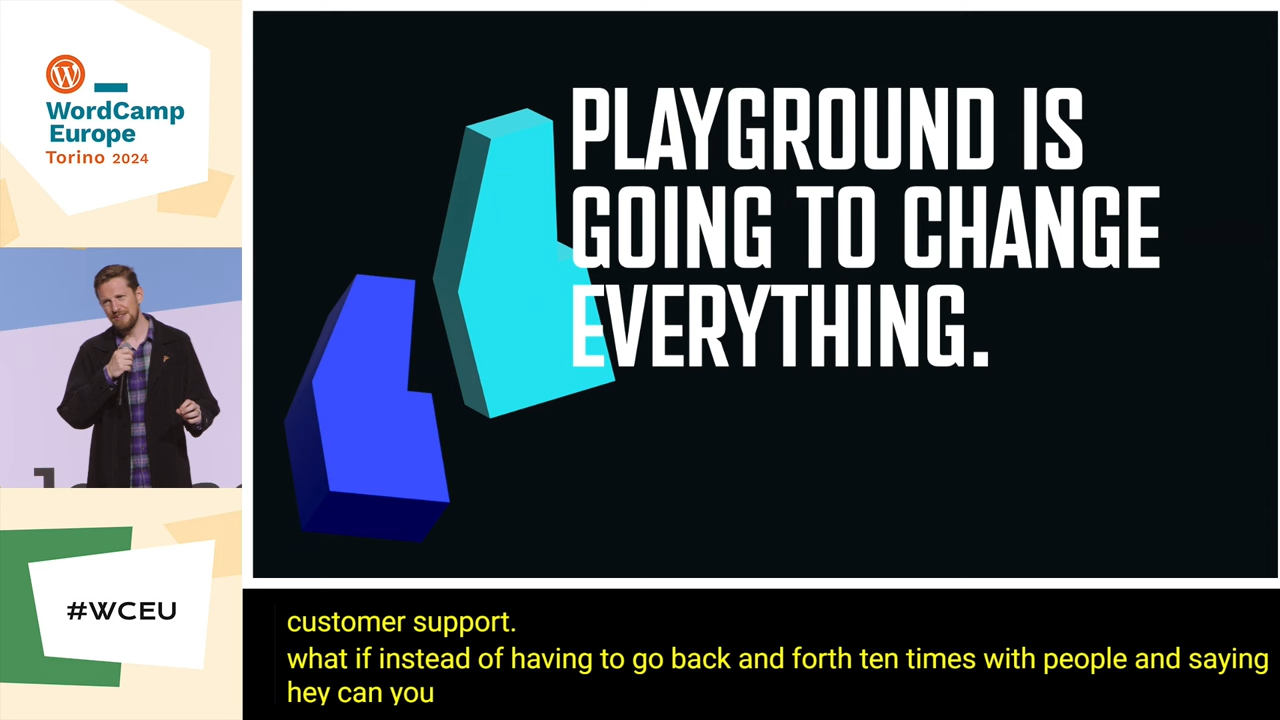 WordCamp
Europe
Torino 2024
PLAYGROUND IS
GOING TO CHANGE
EVERYTHING.
#WCEU
customer support.
what if instead of having to go back and forth ten times with people and saying
hey can you